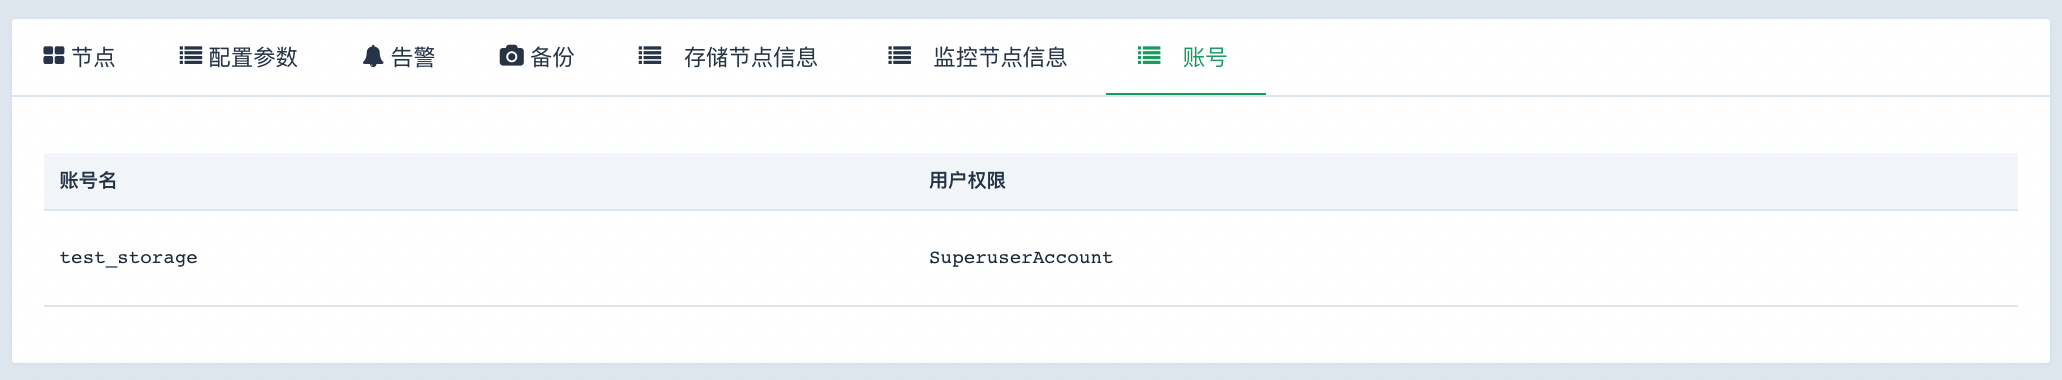 节点 配置参数 告警 备份 存储节点信息 监控节点信息 账号
账号名 用户权限
test_storage SuperuserAccount